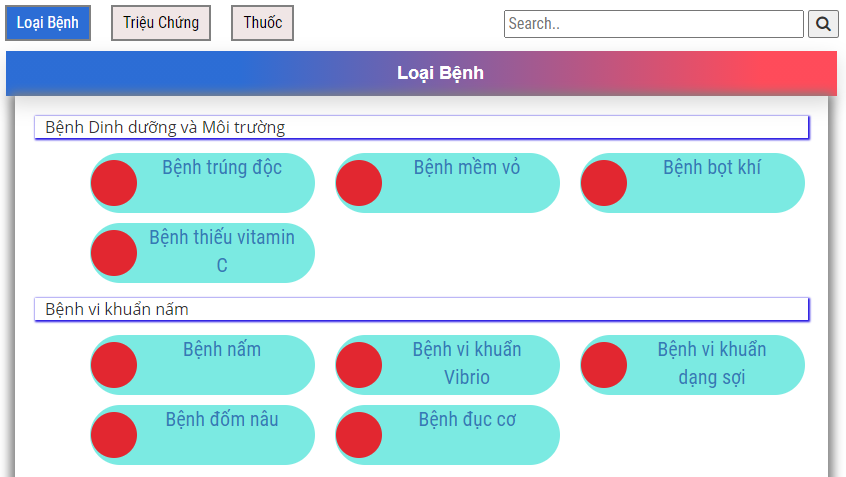 Loại Bệnh
Triệu Chứng
Thuốc
Search..
Loại Bệnh
Bệnh Dinh dưỡng và Môi trường
Bệnh trúng độc
Bệnh mềm vỏ
Bệnh bọt khí
Bệnh thiếu vitamin
C
Bệnh vi khuẩn nấm
Bệnh nấm
Bệnh vi khuẩn
Vibrio
Bệnh vi khuẩn
dạng sợi
Bệnh đốm nâu
Bệnh đục cơ